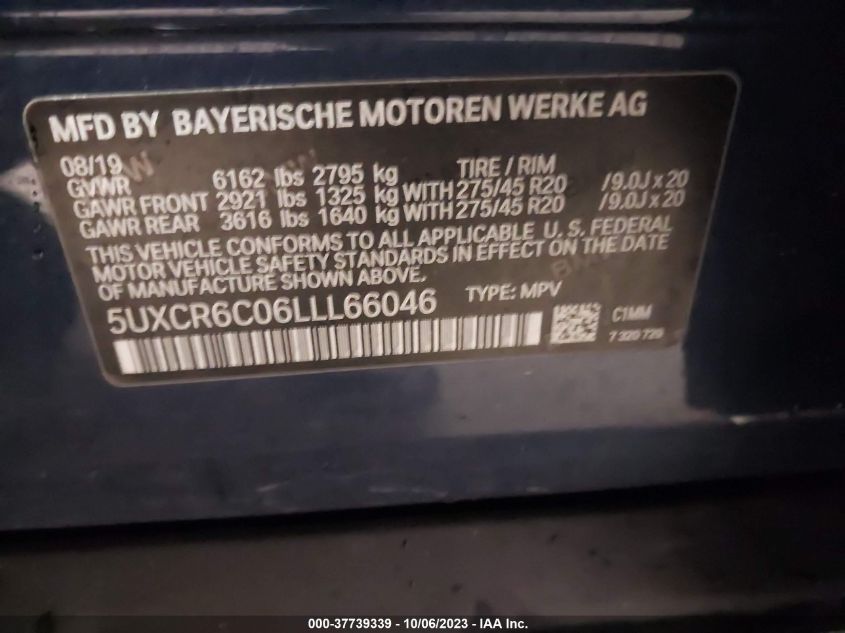 MFD BY BAYERISCHE MOTOREN WERKE AG
08/19
GVWR 6162 lbs 2795 kg TIRE / RIM
GAWR FRONT 2921 lbs 1325 kg WITH 275/45 R20 /9.0J x 20
GAWR REAR 3616 lbs 1640 kg WITH 275/45 R20 /9.0J x 20
THIS VEHICLE CONFORMS TO ALL APPLICABLE U. S. FEDERAL
MOTOR VEHICLE SAFETY STANDARDS IN EFFECT ON THE DATE
OF MANUFACTURE SHOWN ABOVE.
5UXCR6C06LLL66046 TYPE: MPV
C1MM
7 320 729
000-37739339 - 10/06/2023 - IAA Inc.